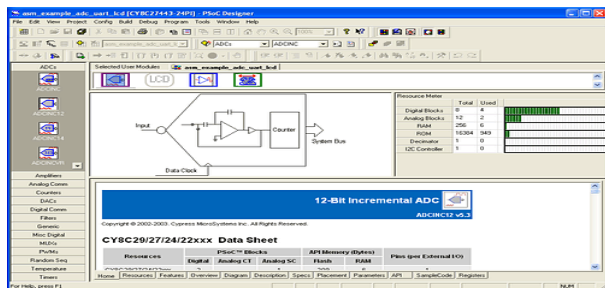 asm_example_adc_uart_lcd [CY8C27443-24PI] - PSoC Designer
File Edit View Project Config Build Debug Program Tools Window Help
asm_example_adc_uart_lcd ADCs ADCINC
ADCs
Selected User Modules asm_example_adc_uart_lcd
ADCINC
ADCINC12
ADCINC14
ADCINCVR
LCD
Input
Counter
System Bus
Data Clock
Resource Meter
Total Used
Digital Blocks 8 4
Analog Blocks 12 2
RAM 256 6
ROM 16384 949
Decimator 1 0
I2C Controller 1 0
Amplifiers
Analog Comm
Counters
DACs
Digital Comm
Filters
Generic
Misc Digital
MUXs
PWMs
Random Seq
Temperature
Timers
12-Bit Incremental ADC
ADCINC12 v5.3
Copyright © 2002-2003. Cypress MicroSystems Inc. All Rights Reserved.
CY8C29/27/24/22xxx Data Sheet
Resources PSoC™ Blocks API Memory (Bytes) Pins (per External I/O)
Digital Analog CT Analog SC Flash RAM
Home Resources Features Overview Diagram Description Specs Placement Parameters API SampleCode Registers
For Help, press F1 NUM